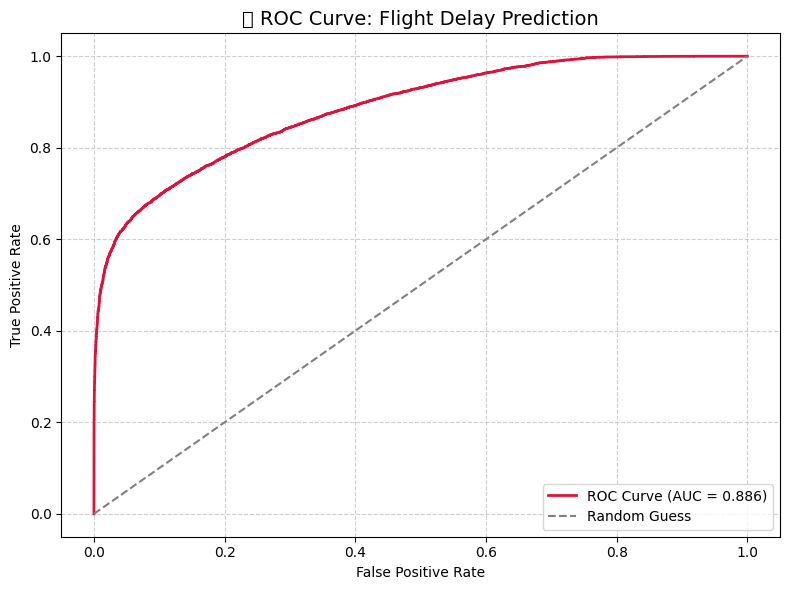 ROC Curve: Flight Delay Prediction
1.0
0.8
0.6
0.4
0.2
0.0
True Positive Rate
0.0 0.2 0.4 0.6 0.8 1.0
False Positive Rate
ROC Curve (AUC = 0.886)
Random Guess